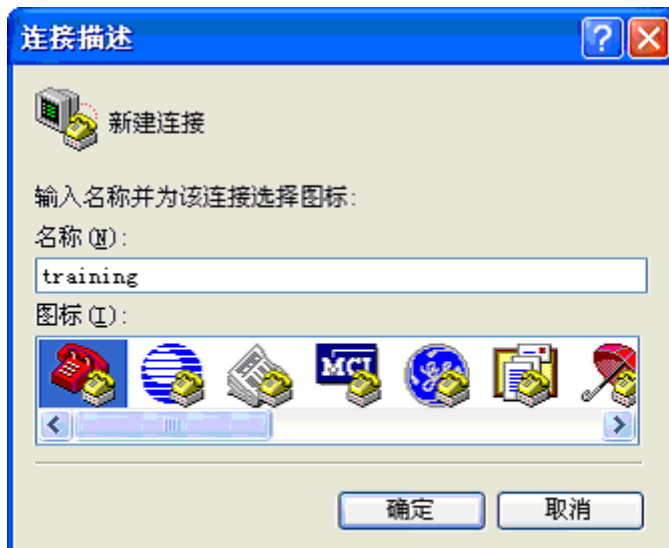 连接描述
新建连接
输入名称并为该连接选择图标:
名称(N):
training
图标(I):
MCI
确定
取消